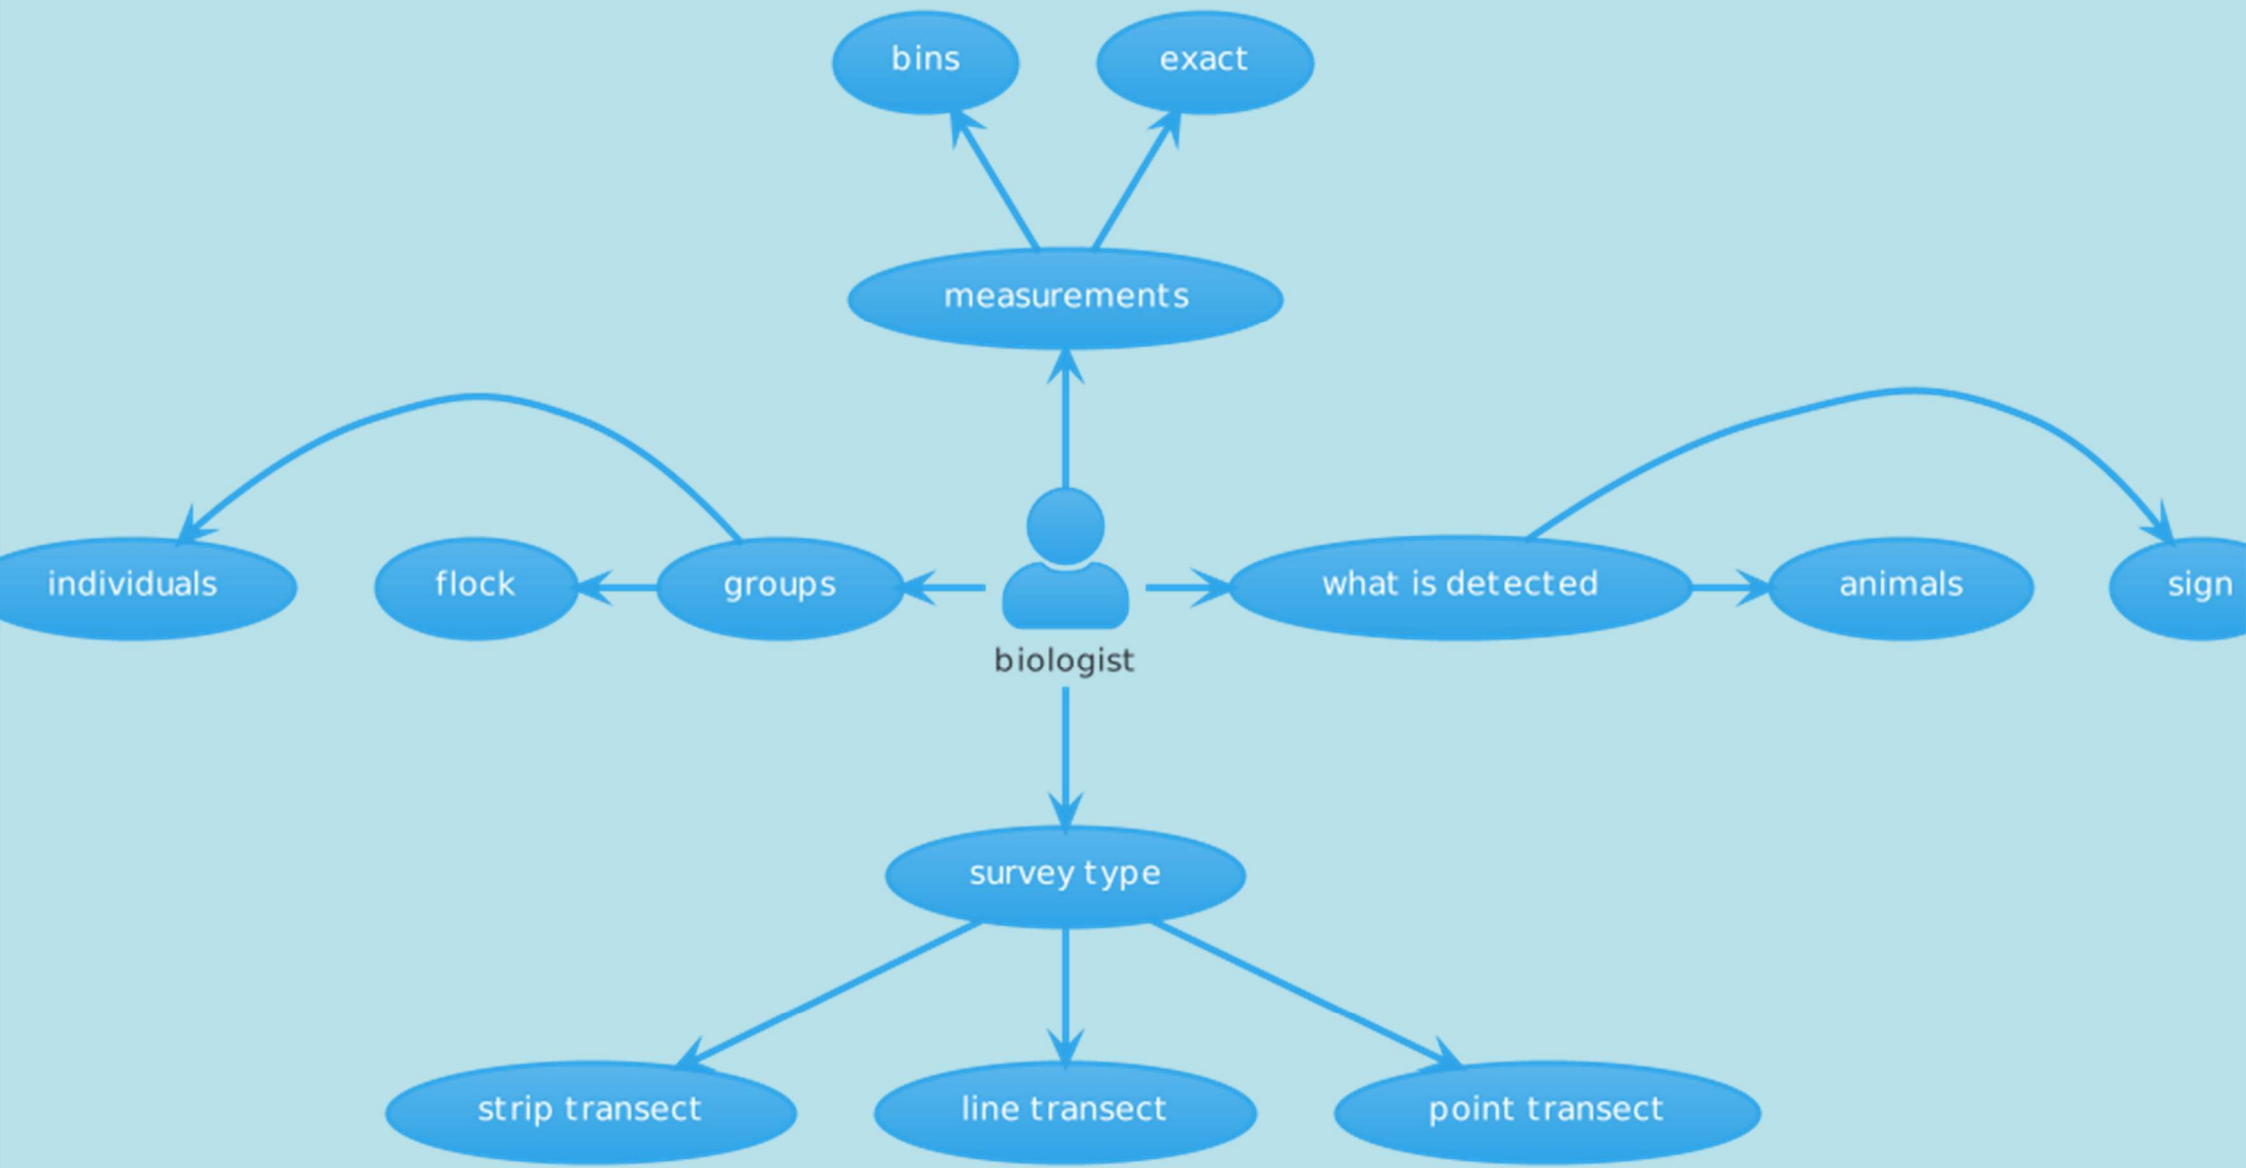 bins
exact
measurements
individuals
flock
groups
what is detected
animals
sign
biologist
survey type
strip transect
line transect
point transect